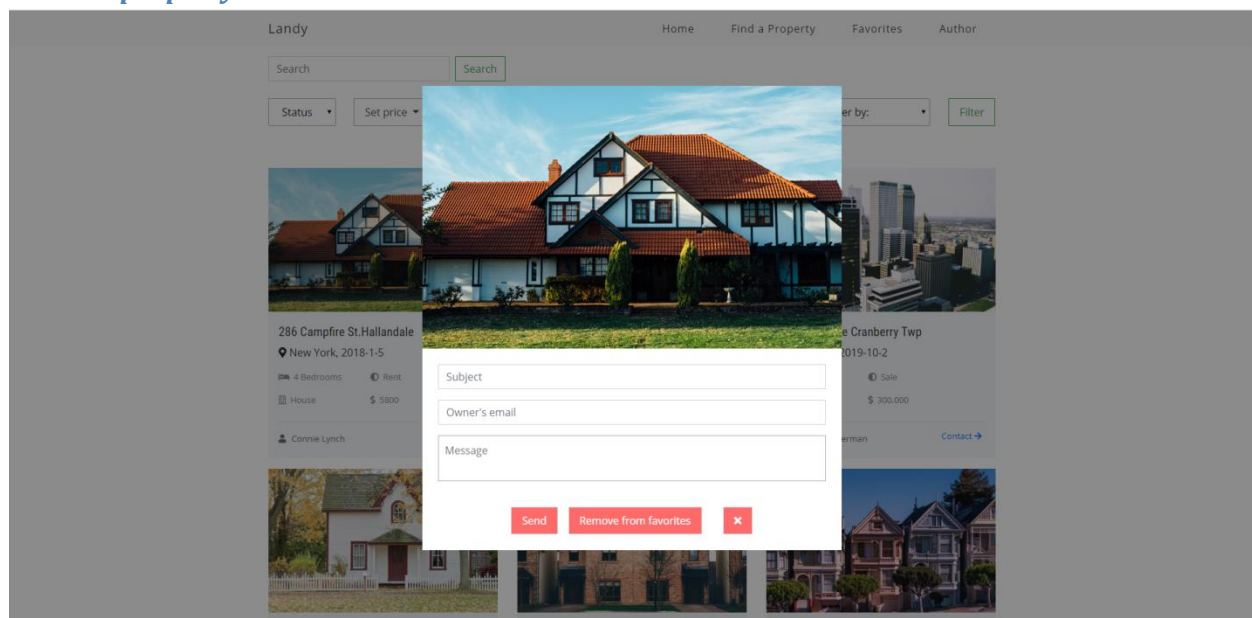 Landy Home Find a Property Favorites Author
Search Search
Status Set price er by: Filter
286 Campfire St.Hallandale e Cranberry Twp
New York, 2018-1-5 2019-10-2
4 Bedrooms Rent Sale
House $ 5800 $ 300.000
Connie Lynch erman Contact →
Subject
Owner's email
Message
Send Remove from favorites ×